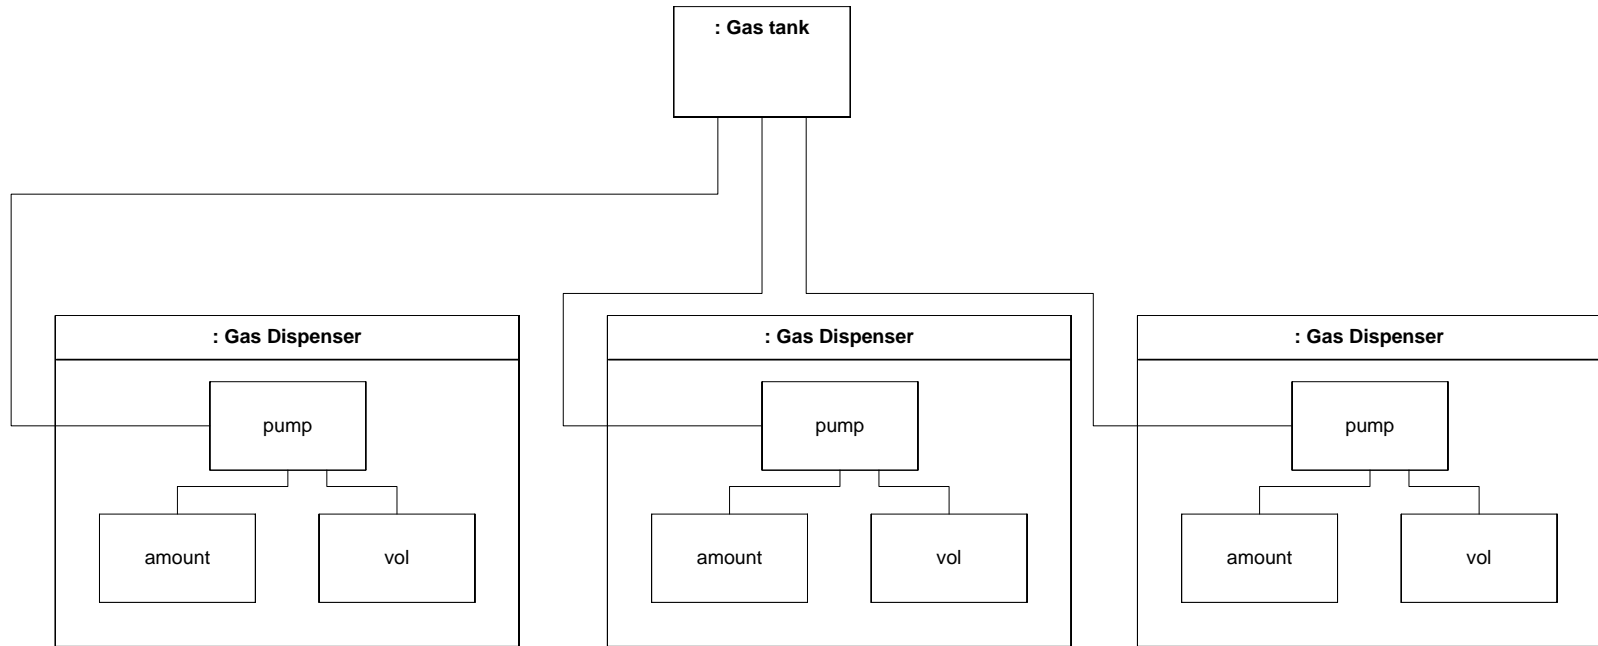 : Gas tank
: Gas Dispenser
pump
amount
vol
: Gas Dispenser
pump
amount
vol
: Gas Dispenser
pump
amount
vol